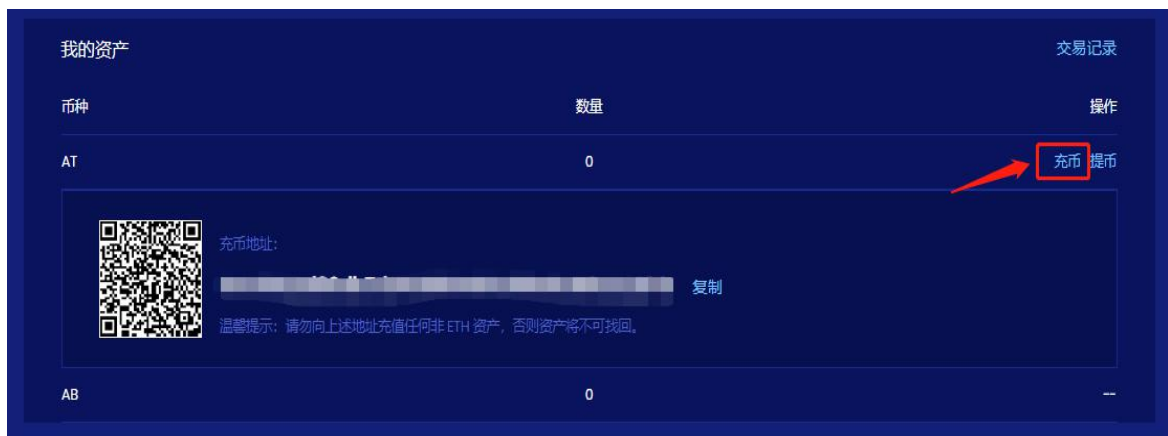 我的资产 交易记录
币种 数量 操作
AT 0 充币 提币
充币地址：
复制
温馨提示：请勿向上述地址充值任何非 ETH 资产，否则资产将不可找回。
AB 0 --